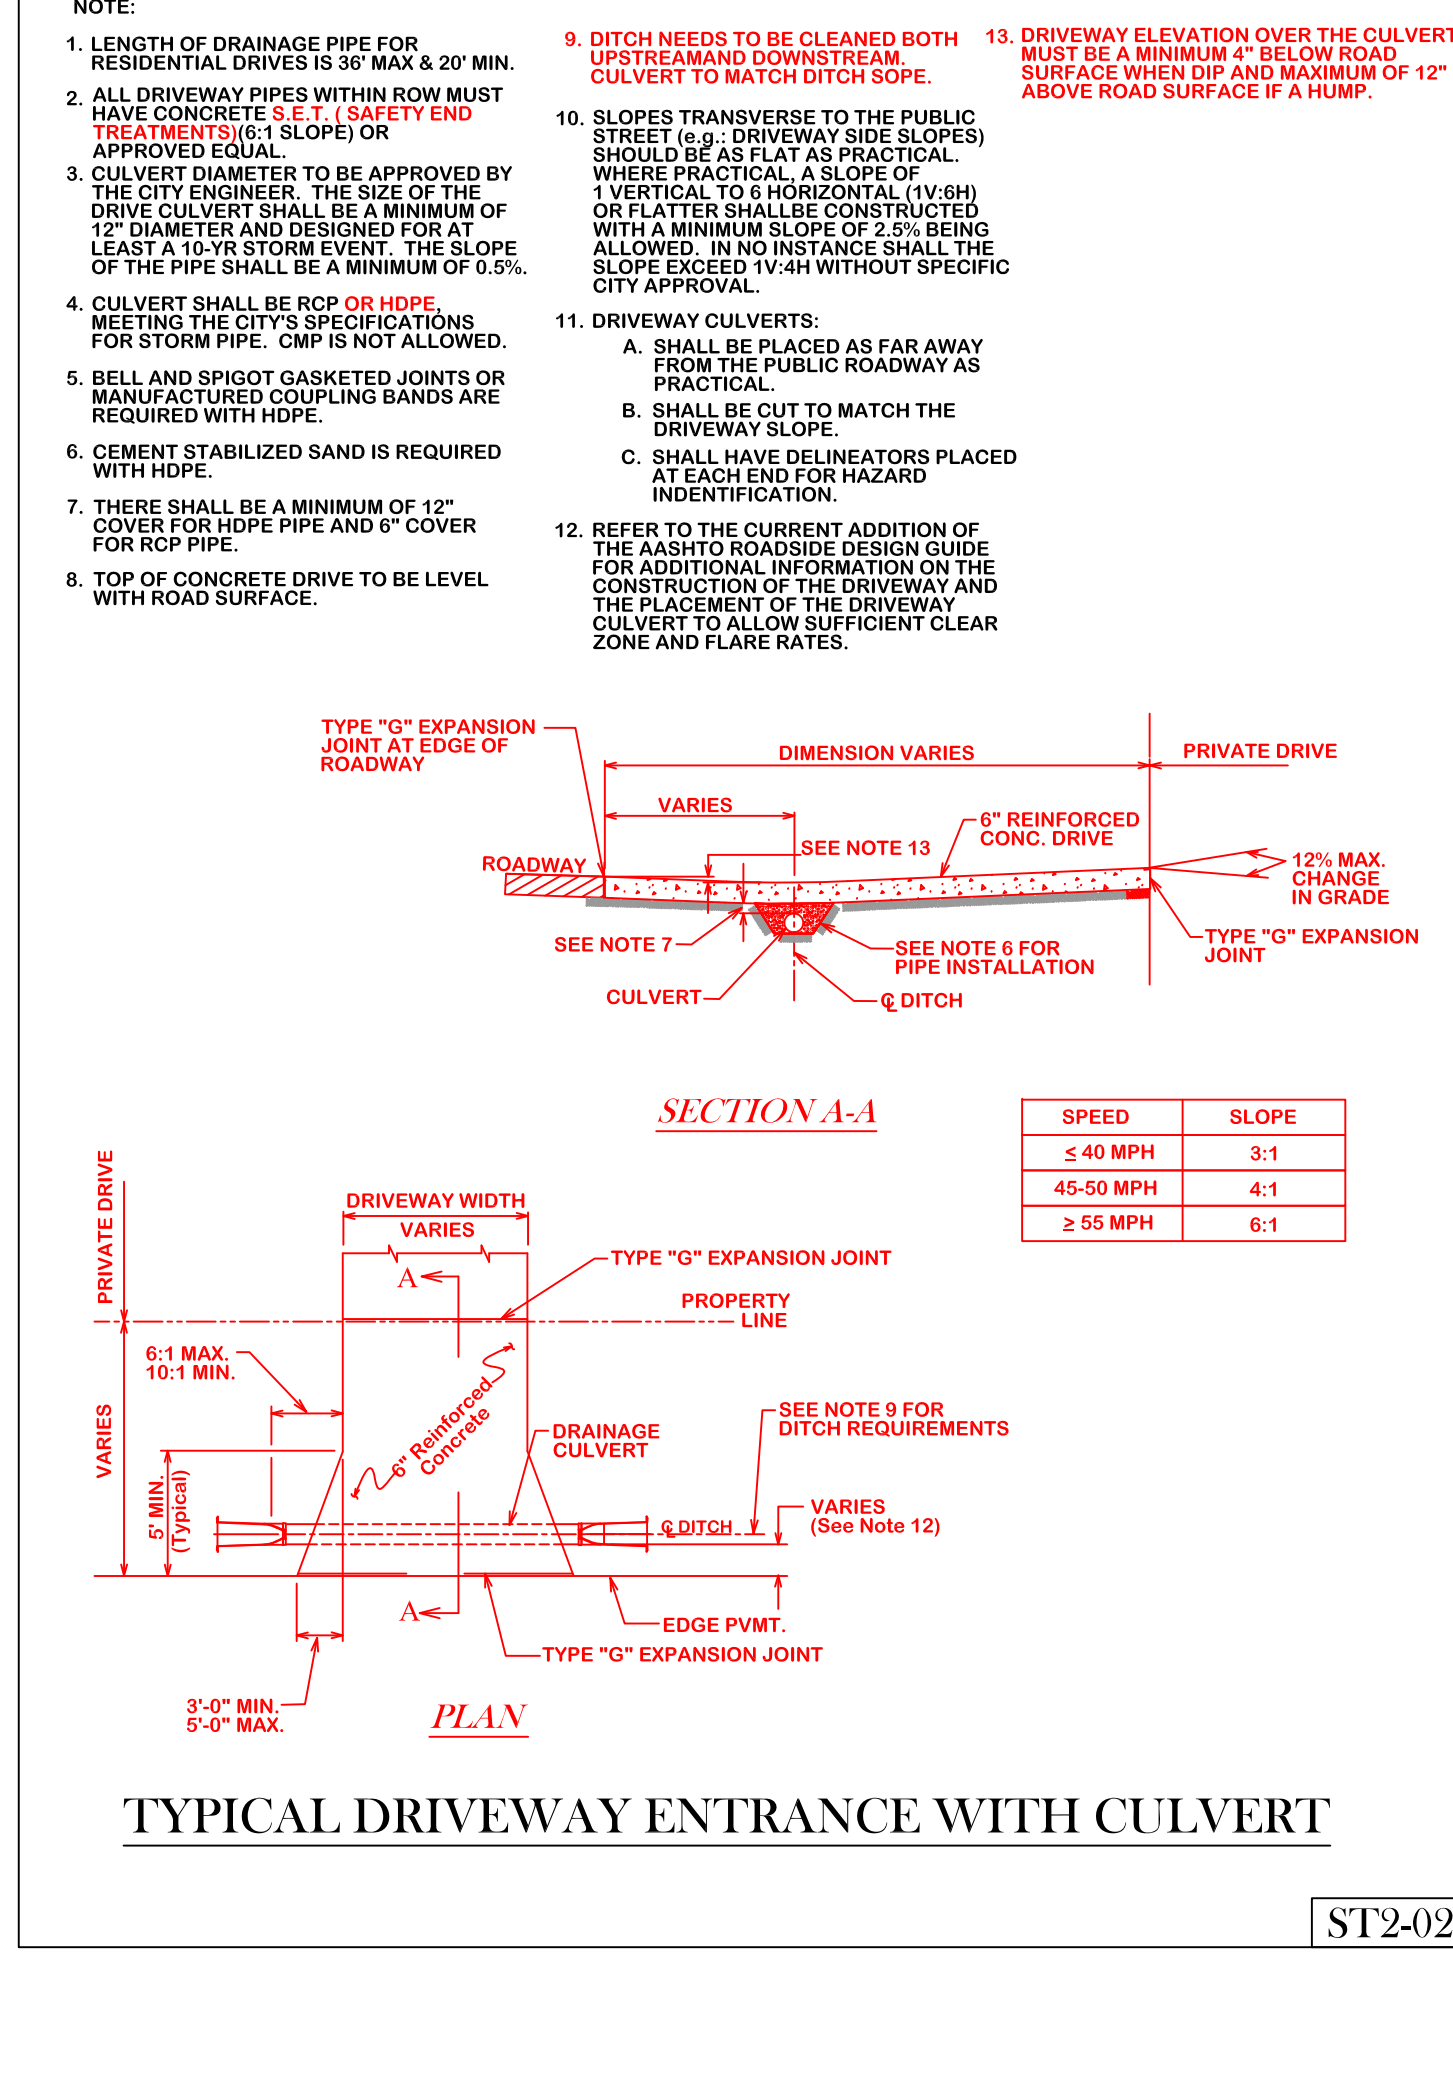 NOTE:
1. LENGTH OF DRAINAGE PIPE FOR
RESIDENTIAL DRIVES IS 36' MAX & 20' MIN.
2. ALL DRIVEWAY PIPES WITHIN ROW MUST
HAVE CONCRETE S.E.T. ( SAFETY END
TREATMENTS)(6:1 SLOPE) OR
APPROVED EQUAL.
3. CULVERT DIAMETER TO BE APPROVED BY
THE CITY ENGINEER. THE SIZE OF THE
DRIVE CULVERT SHALL BE A MINIMUM OF
12" DIAMETER AND DESIGNED FOR AT
LEAST A 10-YR STORM EVENT. THE SLOPE
OF THE PIPE SHALL BE A MINIMUM OF 0.5%.
4. CULVERT SHALL BE RCP OR HDPE,
MEETING THE CITY'S SPECIFICATIONS
FOR STORM PIPE. CMP IS NOT ALLOWED.
5. BELL AND SPIGOT GASKETED JOINTS OR
MANUFACTURED COUPLING BANDS ARE
REQUIRED WITH HDPE.
6. CEMENT STABILIZED SAND IS REQUIRED
WITH HDPE.
7. THERE SHALL BE A MINIMUM OF 12"
COVER FOR HDPE PIPE AND 6" COVER
FOR RCP PIPE.
8. TOP OF CONCRETE DRIVE TO BE LEVEL
WITH ROAD SURFACE.
9. DITCH NEEDS TO BE CLEANED BOTH
UPSTREAMAND DOWNSTREAM.
CULVERT TO MATCH DITCH SOPE.
10. SLOPES TRANSVERSE TO THE PUBLIC
STREET (e.g.: DRIVEWAY SIDE SLOPES)
SHOULD BE AS FLAT AS PRACTICAL.
WHERE PRACTICAL, A SLOPE OF
1 VERTICAL TO 6 HORIZONTAL (1V:6H)
OR FLATTER SHALLBE CONSTRUCTED
WITH A MINIMUM SLOPE OF 2.5% BEING
ALLOWED. IN NO INSTANCE SHALL THE
SLOPE EXCEED 1V:4H WITHOUT SPECIFIC
CITY APPROVAL.
11. DRIVEWAY CULVERTS:
A. SHALL BE PLACED AS FAR AWAY
FROM THE PUBLIC ROADWAY AS
PRACTICAL.
B. SHALL BE CUT TO MATCH THE
DRIVEWAY SLOPE.
C. SHALL HAVE DELINEATORS PLACED
AT EACH END FOR HAZARD
INDENTIFICATION.
12. REFER TO THE CURRENT ADDITION OF
THE AASHTO ROADSIDE DESIGN GUIDE
FOR ADDITIONAL INFORMATION ON THE
CONSTRUCTION OF THE DRIVEWAY AND
THE PLACEMENT OF THE DRIVEWAY
CULVERT TO ALLOW SUFFICIENT CLEAR
ZONE AND FLARE RATES.
13. DRIVEWAY ELEVATION OVER THE CULVERT
MUST BE A MINIMUM 4" BELOW ROAD
SURFACE WHEN DIP AND MAXIMUM OF 12"
ABOVE ROAD SURFACE IF A HUMP.
TYPE "G" EXPANSION
JOINT AT EDGE OF
ROADWAY
DIMENSION VARIES
PRIVATE DRIVE
VARIES
6" REINFORCED
CONC. DRIVE
SEE NOTE 13
ROADWAY
12% MAX.
CHANGE
IN GRADE
SEE NOTE 7
SEE NOTE 6 FOR
PIPE INSTALLATION
TYPE "G" EXPANSION
JOINT
CULVERT
℄ DITCH
SECTION A-A
SPEED SLOPE
≤ 40 MPH 3:1
45-50 MPH 4:1
≥ 55 MPH 6:1
PRIVATE DRIVE
DRIVEWAY WIDTH
VARIES
TYPE "G" EXPANSION JOINT
A
PROPERTY
LINE
6:1 MAX.
10:1 MIN.
VARIES
6" Reinforced
Concrete
SEE NOTE 9 FOR
DITCH REQUIREMENTS
DRAINAGE
CULVERT
5' MIN.
(Typical)
VARIES
(See Note 12)
℄ DITCH
A
EDGE PVMT.
TYPE "G" EXPANSION JOINT
3'-0" MIN.
5'-0" MAX.
PLAN
TYPICAL DRIVEWAY ENTRANCE WITH CULVERT
ST2-02